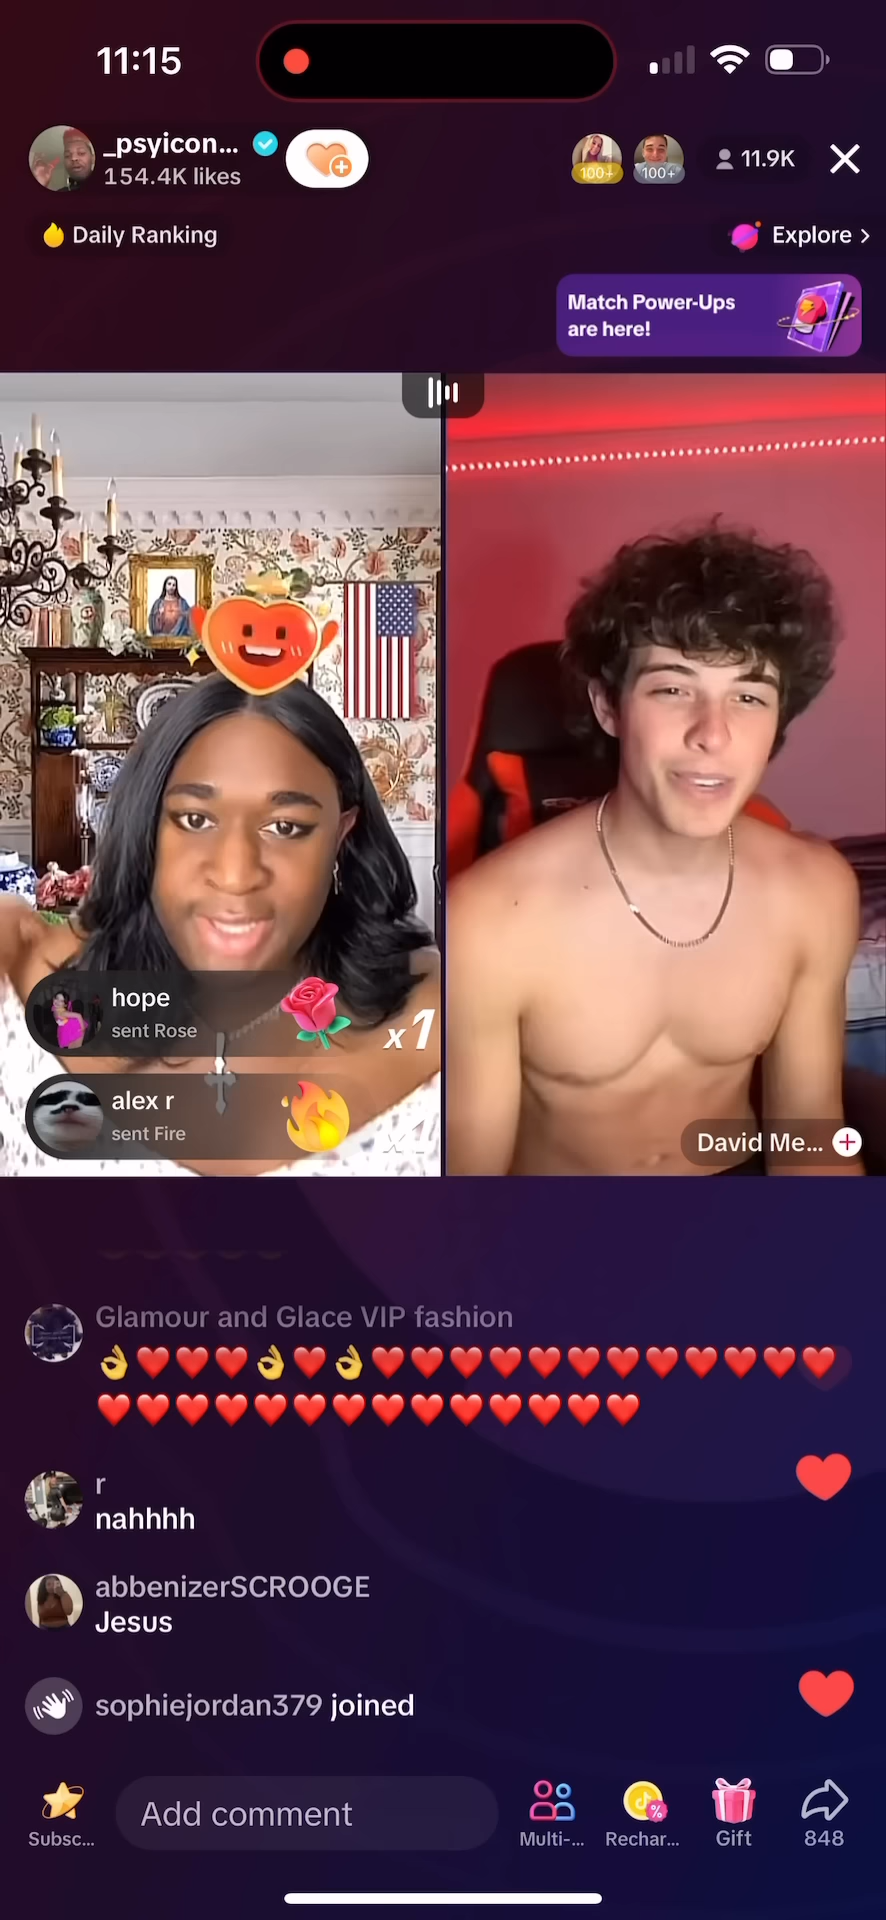 11:15
_psyicon...
154.4K likes
100+
100+
11.9K
Daily Ranking
Explore >
Match Power-Ups
are here!
hope
sent Rose
x1
alex r
sent Fire
x1
David Me...
Glamour and Glace VIP fashion
👌❤️❤️❤️👌❤️👌❤️❤️❤️❤️❤️❤️❤️❤️❤️❤️❤️❤️
❤️❤️❤️❤️❤️❤️❤️❤️❤️❤️❤️❤️❤️❤️
r
nahhhh
abbenizerSCROOGE
Jesus
sophiejordan379 joined
Add comment
Subsc...
Multi-...
Rechar...
Gift
848